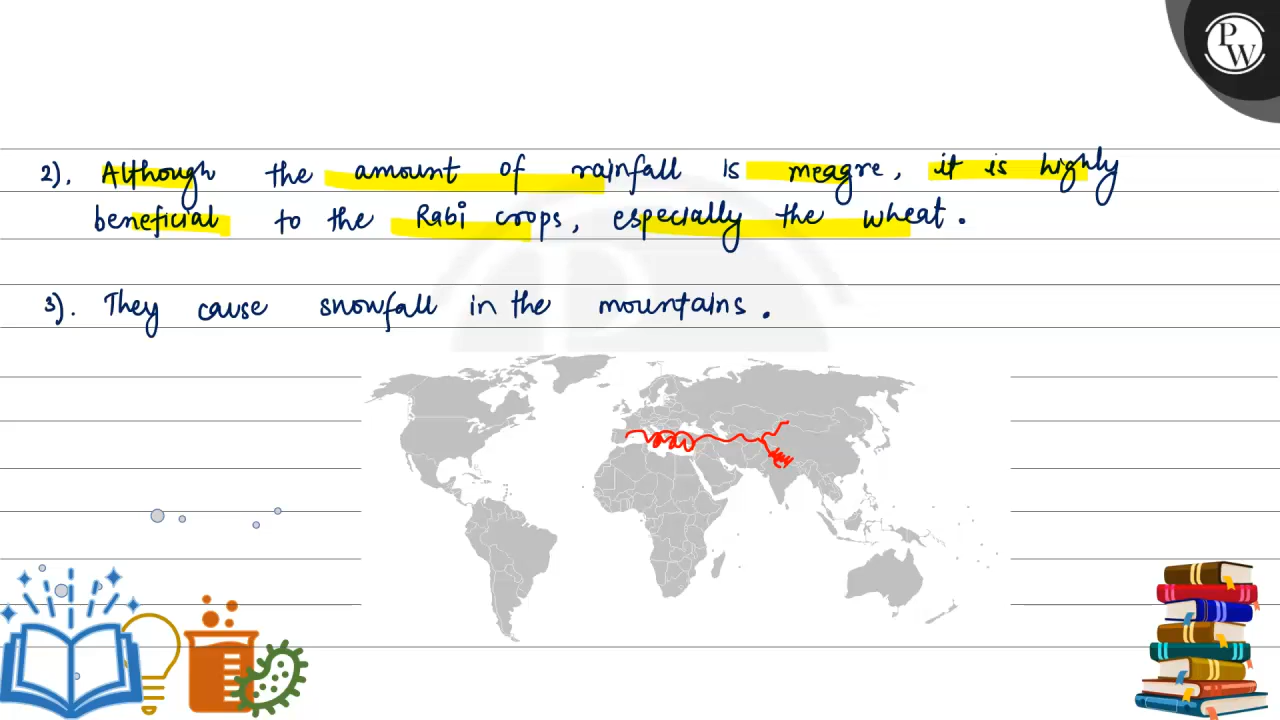 PW
2). Although the amount of rainfall is meagre, it is highly
beneficial to the Rabi crops, especially the wheat.
3). They cause snowfall in the mountains.